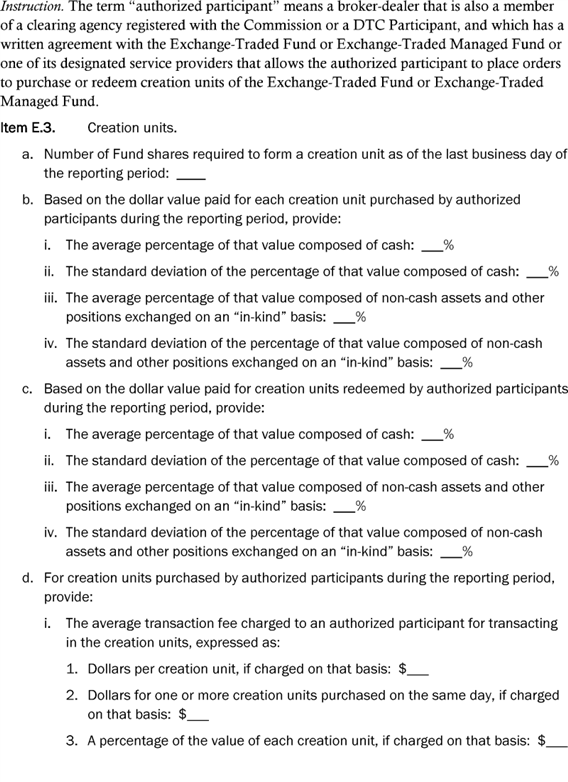 Instruction. The term “authorized participant” means a broker-dealer that is also a member
of a clearing agency registered with the Commission or a DTC Participant, and which has a
written agreement with the Exchange-Traded Fund or Exchange-Traded Managed Fund or
one of its designated service providers that allows the authorized participant to place orders
to purchase or redeem creation units of the Exchange-Traded Fund or Exchange-Traded
Managed Fund.
Item E.3. Creation units.
a. Number of Fund shares required to form a creation unit as of the last business day of
the reporting period: ____
b. Based on the dollar value paid for each creation unit purchased by authorized
participants during the reporting period, provide:
i. The average percentage of that value composed of cash: ___%
ii. The standard deviation of the percentage of that value composed of cash: ___%
iii. The average percentage of that value composed of non-cash assets and other
positions exchanged on an “in-kind” basis: ___%
iv. The standard deviation of the percentage of that value composed of non-cash
assets and other positions exchanged on an “in-kind” basis: ___%
c. Based on the dollar value paid for creation units redeemed by authorized participants
during the reporting period, provide:
i. The average percentage of that value composed of cash: ___%
ii. The standard deviation of the percentage of that value composed of cash: ___%
iii. The average percentage of that value composed of non-cash assets and other
positions exchanged on an “in-kind” basis: ___%
iv. The standard deviation of the percentage of that value composed of non-cash
assets and other positions exchanged on an “in-kind” basis: ___%
d. For creation units purchased by authorized participants during the reporting period,
provide:
i. The average transaction fee charged to an authorized participant for transacting
in the creation units, expressed as:
1. Dollars per creation unit, if charged on that basis: $___
2. Dollars for one or more creation units purchased on the same day, if charged
on that basis: $___
3. A percentage of the value of each creation unit, if charged on that basis: $___